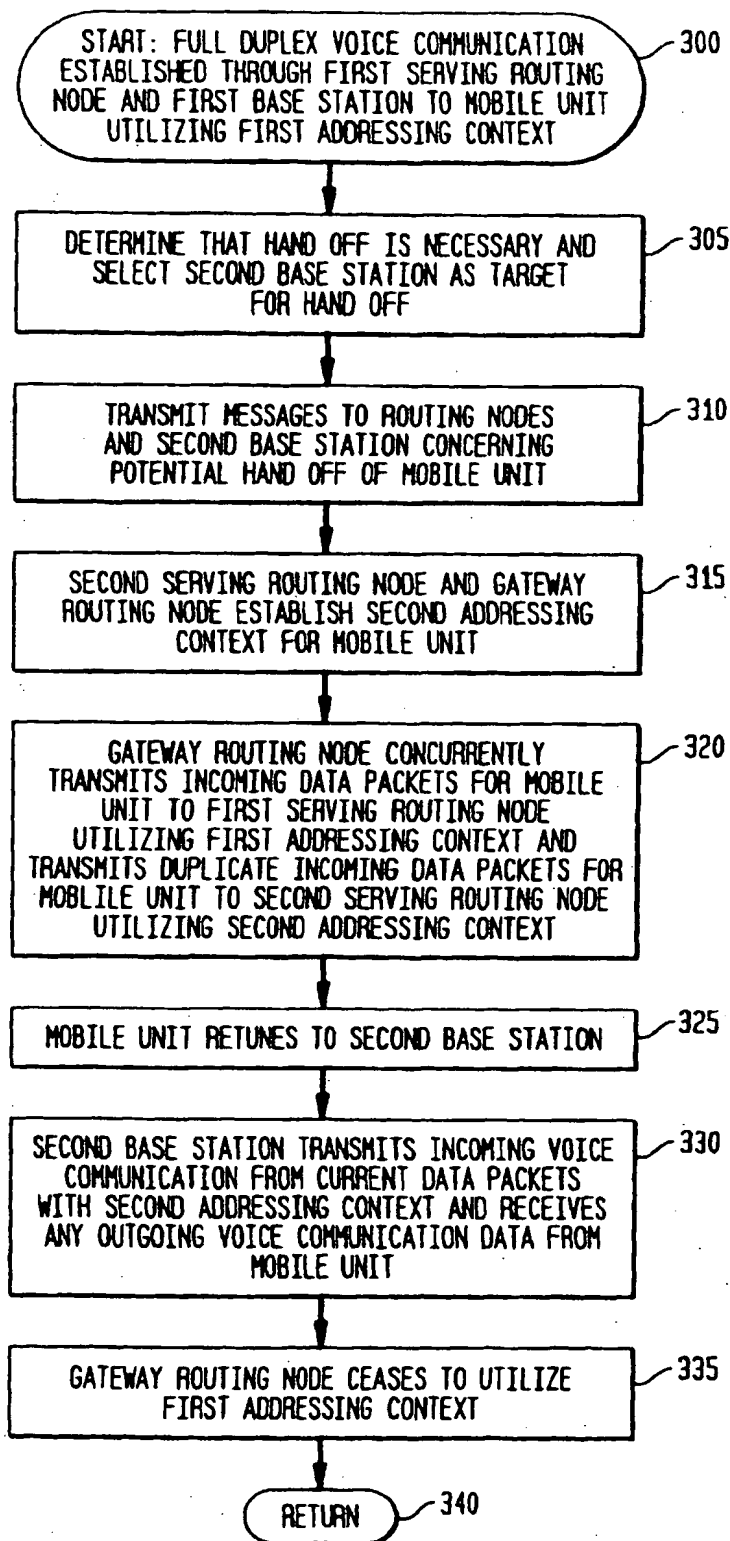 START: FULL DUPLEX VOICE COMMUNICATION
ESTABLISHED THROUGH FIRST SERVING ROUTING
NODE AND FIRST BASE STATION TO MOBILE UNIT
UTILIZING FIRST ADDRESSING CONTEXT
300
DETERMINE THAT HAND OFF IS NECESSARY AND
SELECT SECOND BASE STATION AS TARGET
FOR HAND OFF
305
TRANSMIT MESSAGES TO ROUTING NODES
AND SECOND BASE STATION CONCERNING
POTENTIAL HAND OFF OF MOBILE UNIT
310
SECOND SERVING ROUTING NODE AND GATEWAY
ROUTING NODE ESTABLISH SECOND ADDRESSING
CONTEXT FOR MOBILE UNIT
315
GATEWAY ROUTING NODE CONCURRENTLY
TRANSMITS INCOMING DATA PACKETS FOR MOBILE
UNIT TO FIRST SERVING ROUTING NODE
UTILIZING FIRST ADDRESSING CONTEXT AND
TRANSMITS DUPLICATE INCOMING DATA PACKETS FOR
MOBLILE UNIT TO SECOND SERVING ROUTING NODE
UTILIZING SECOND ADDRESSING CONTEXT
320
MOBILE UNIT RETUNES TO SECOND BASE STATION
325
SECOND BASE STATION TRANSMITS INCOMING VOICE
COMMUNICATION FROM CURRENT DATA PACKETS
WITH SECOND ADDRESSING CONTEXT AND RECEIVES
ANY OUTGOING VOICE COMMUNICATION DATA FROM
MOBILE UNIT
330
GATEWAY ROUTING NODE CEASES TO UTILIZE
FIRST ADDRESSING CONTEXT
335
RETURN
340